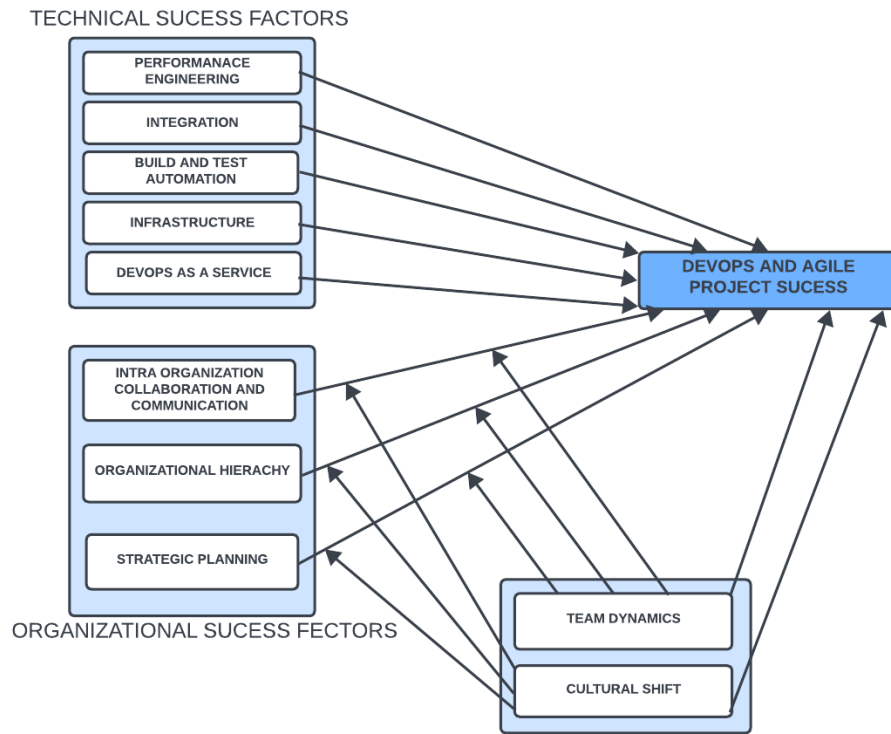 TECHNICAL SUCESS FACTORS
PERFORMANACE
ENGINEERING
INTEGRATION
BUILD AND TEST
AUTOMATION
INFRASTRUCTURE
DEVOPS AS A SERVICE
DEVOPS AND AGILE
PROJECT SUCESS
INTRA ORGANIZATION
COLLABORATION AND
COMMUNICATION
ORGANIZATIONAL HIERACHY
STRATEGIC PLANNING
ORGANIZATIONAL SUCESS FECTORS
TEAM DYNAMICS
CULTURAL SHIFT